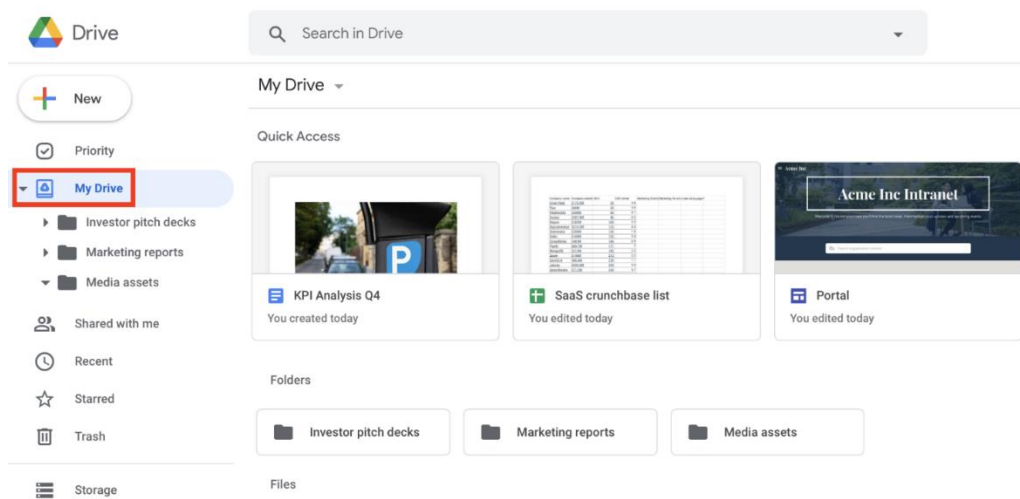 Drive
Search in Drive
New
My Drive
Priority
My Drive
Investor pitch decks
Marketing reports
Media assets
Shared with me
Recent
Starred
Trash
Storage
Quick Access
P
KPI Analysis Q4
You created today
SaaS crunchbase list
You edited today
Acme Inc
Acme Inc Intranet
Portal
You edited today
Folders
Investor pitch decks
Marketing reports
Media assets
Files